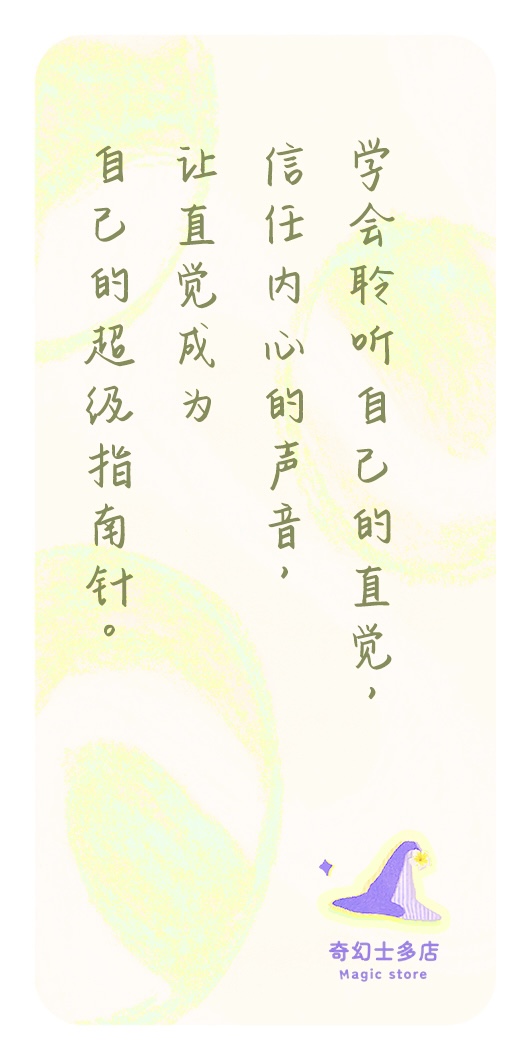 学会聆听自己的直觉，
信任内心的声音，
让直觉成为
自己的超级指南针。
奇幻士多店
Magic store